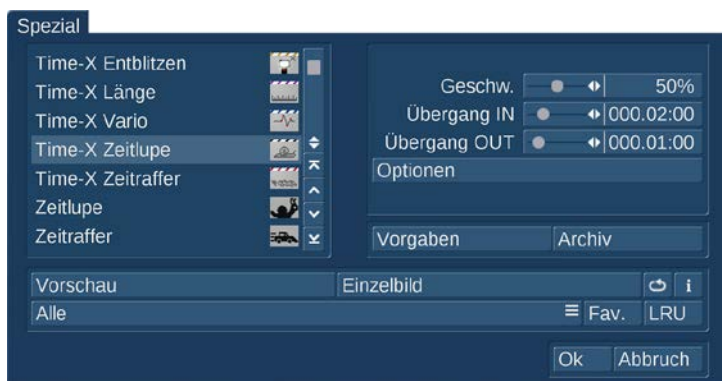 Spezial
Time-X Entblitzen
Time-X Länge
Time-X Vario
Time-X Zeitlupe
Time-X Zeitraffer
Zeitlupe
Zeitraffer
Geschw. 50%
Übergang IN 000.02:00
Übergang OUT 000.01:00
Optionen
Vorgaben Archiv
Vorschau Einzelbild i
Alle Fav. LRU
Ok Abbruch